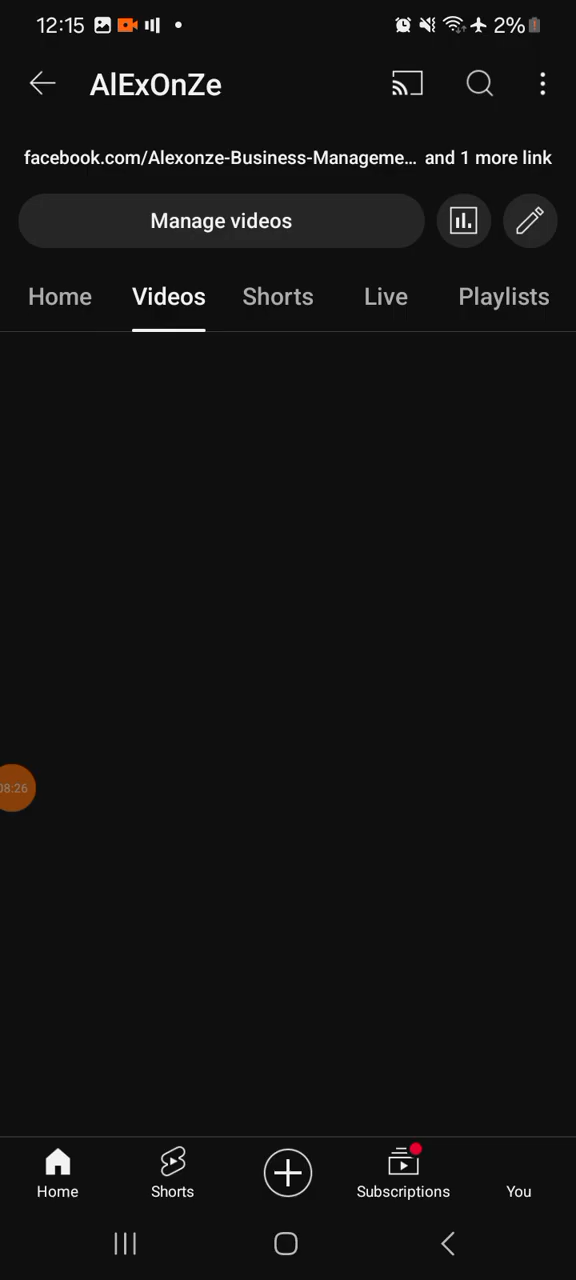 12:15 2%
AlExOnZe
facebook.com/Alexonze-Business-Manageme... and 1 more link
Manage videos
Home Videos Shorts Live Playlists
08:26
Home Shorts Subscriptions You